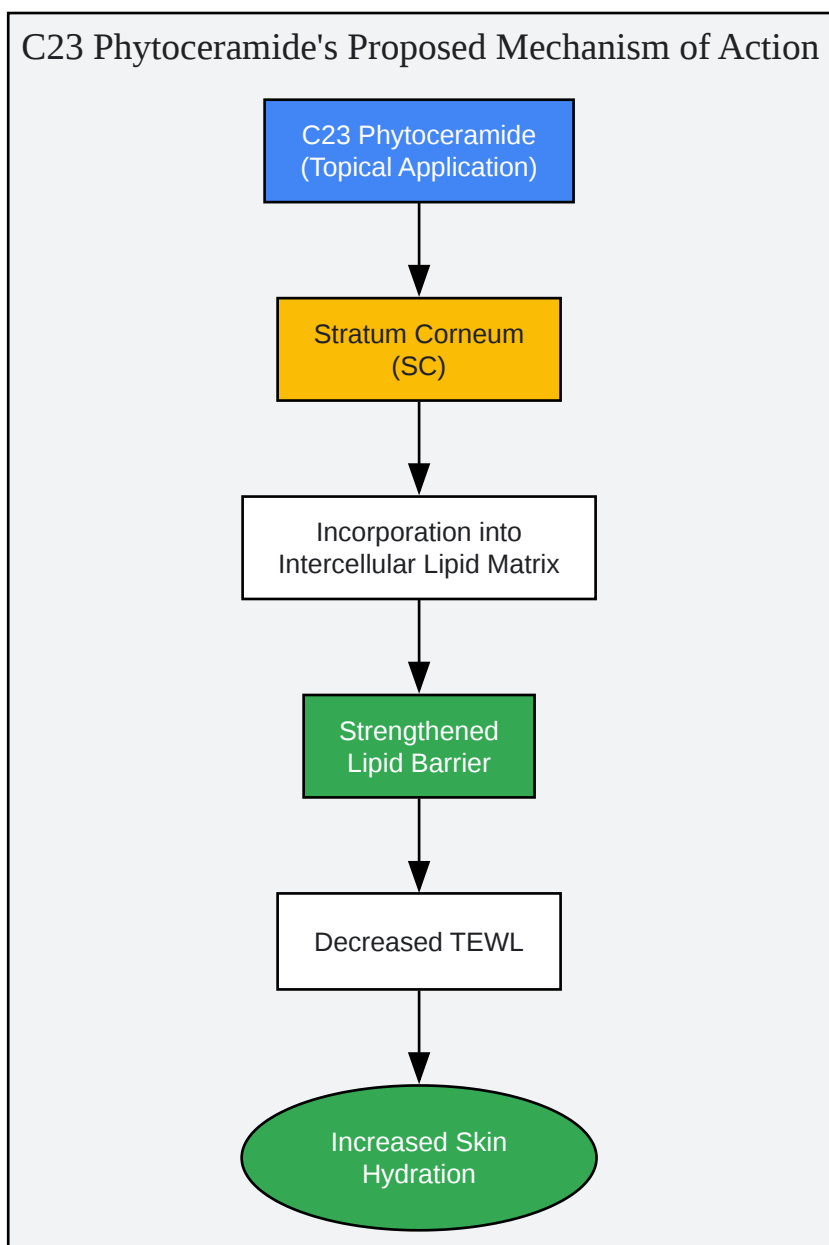 C23 Phytoceramide's Proposed Mechanism of Action
C23 Phytoceramide
(Topical Application)
Stratum Corneum
(SC)
Incorporation into
Intercellular Lipid Matrix
Strengthened
Lipid Barrier
Decreased TEWL
Increased Skin
Hydration